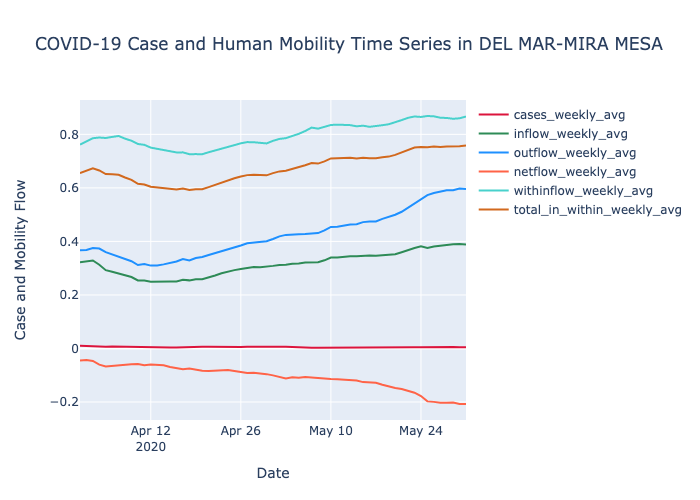 COVID-19 Case and Human Mobility Time Series in DEL MAR-MIRA MESA
cases_weekly_avg
inflow_weekly_avg
outflow_weekly_avg
netflow_weekly_avg
withinflow_weekly_avg
total_in_within_weekly_avg
Case and Mobility Flow
0.8
0.6
0.4
0.2
0
−0.2
Apr 12
2020
Apr 26
May 10
May 24
Date